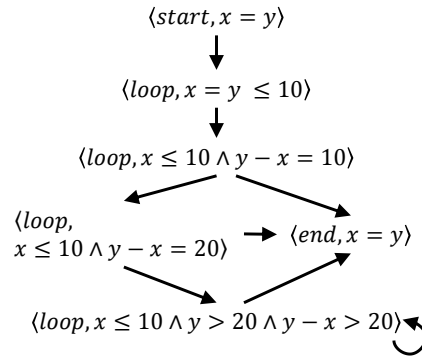 ⟨start, x = y⟩
⟨loop, x = y ≤ 10⟩
⟨loop, x ≤ 10 ∧ y − x = 10⟩
⟨loop,
x ≤ 10 ∧ y − x = 20⟩
⟨end, x = y⟩
⟨loop, x ≤ 10 ∧ y > 20 ∧ y − x > 20⟩